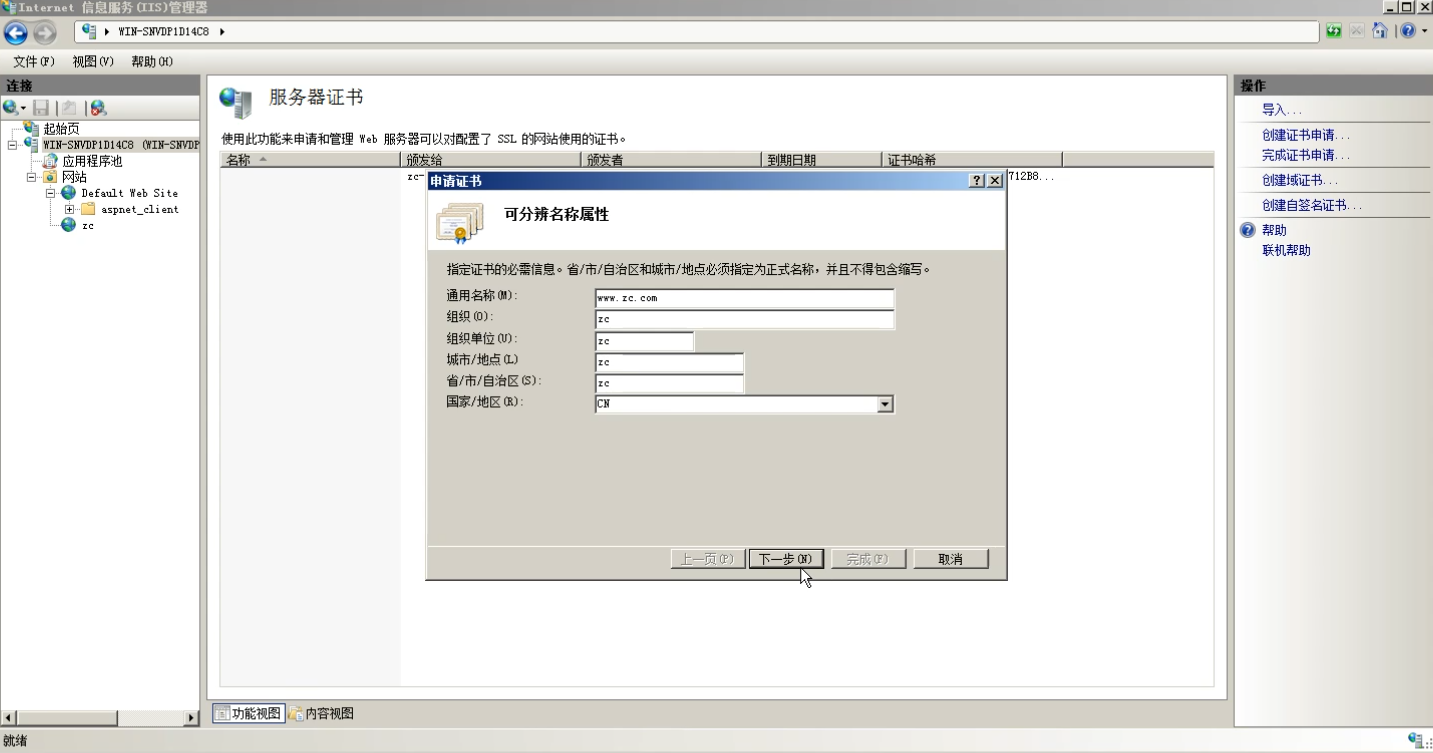 Internet 信息服务(IIS)管理器
WIN-SNVDP1D14C8
文件(F) 视图(V) 帮助(H)
连接
起始页
WIN-SNVDP1D14C8 (WIN-SNVDP
应用程序池
网站
Default Web Site
aspnet_client
zc
服务器证书
使用此功能来申请和管理 Web 服务器可以对配置了 SSL 的网站使用的证书。
名称 颁发给 颁发者 到期日期 证书哈希
zc- 712B8...
申请证书
可分辨名称属性
指定证书的必需信息。省/市/自治区和城市/地点必须指定为正式名称，并且不得包含缩写。
通用名称(M): www.zc.com
组织(O): zc
组织单位(U): zc
城市/地点(L) zc
省/市/自治区(S): zc
国家/地区(R): CN
上一页(P) 下一步(N) 完成(F) 取消
操作
导入...
创建证书申请...
完成证书申请...
创建域证书...
创建自签名证书...
帮助
联机帮助
功能视图 内容视图
就绪